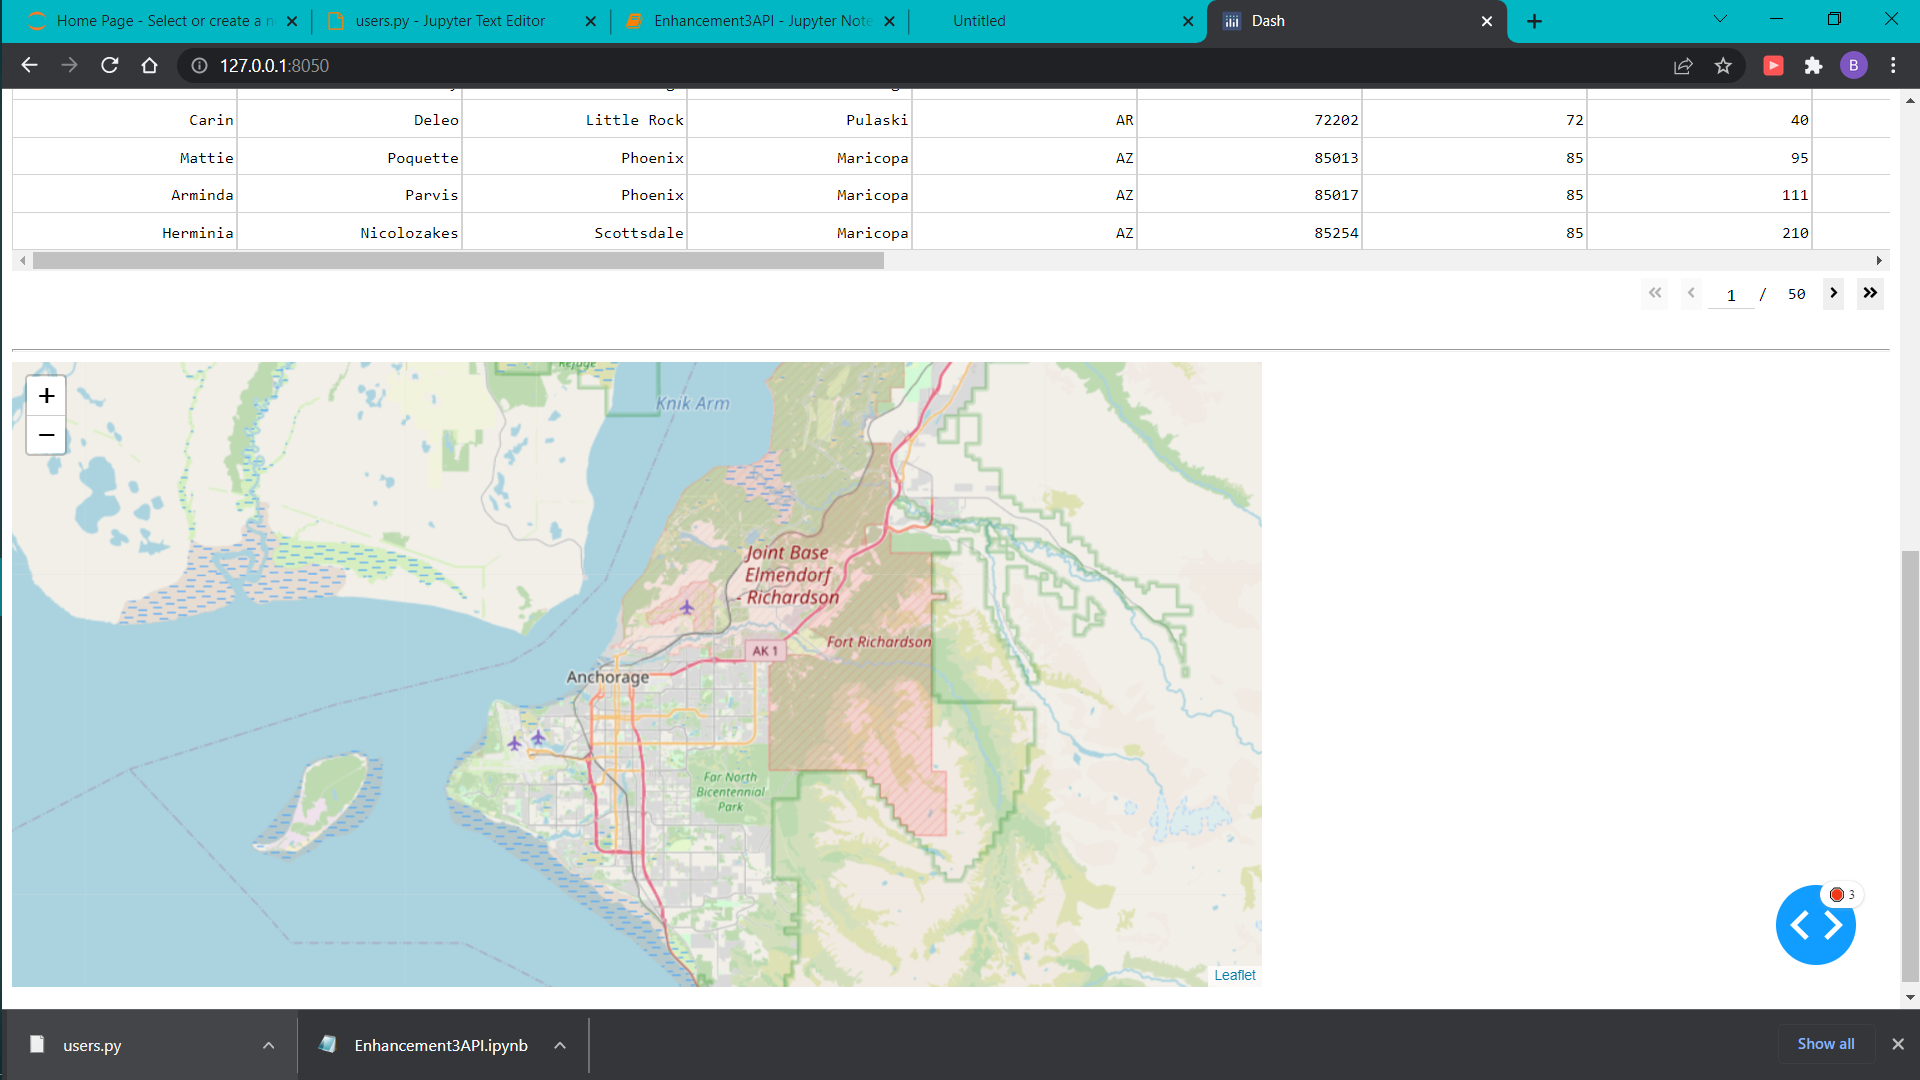 Home Page - Select or create a n
users.py - Jupyter Text Editor
Enhancement3API - Jupyter Note
Untitled
Dash
127.0.0.1:8050
B
Carin Deleo Little Rock Pulaski AR 72202 72 40
Mattie Poquette Phoenix Maricopa AZ 85013 85 95
Arminda Parvis Phoenix Maricopa AZ 85017 85 111
Herminia Nicolozakes Scottsdale Maricopa AZ 85254 85 210
« ‹ 1 / 50 › »
+
−
Refuge
Knik Arm
Joint Base
Elmendorf
- Richardson
Fort Richardson
AK 1
Anchorage
Far North
Bicentennial
Park
Leaflet
3
users.py
Enhancement3API.ipynb
Show all